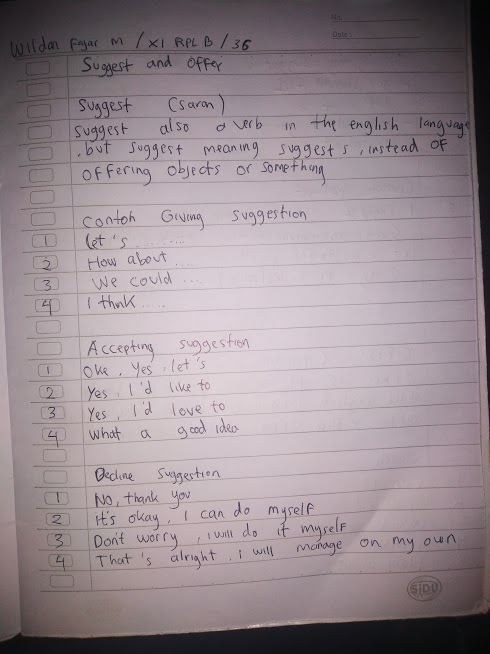 No.
Date:
Wildan Fajar M / XI RPL B / 36
Suggest and Offer
Suggest (Saran)
Suggest also a verb in the english language
, but suggest meaning suggests, instead of
offering objects or something
Contoh Giving suggestion
1 Let's ........
2 How about ...
3 We could ...
4 I think .....
Accepting suggestion
1 Oke, Yes, let's
2 Yes, I'd like to
3 Yes, I'd love to
4 What a good idea
Decline Suggestion
1 No, thank you
2 It's okay, I can do myself
3 Don't worry, i will do it myself
4 That's alright, i will manage on my own
SIDU